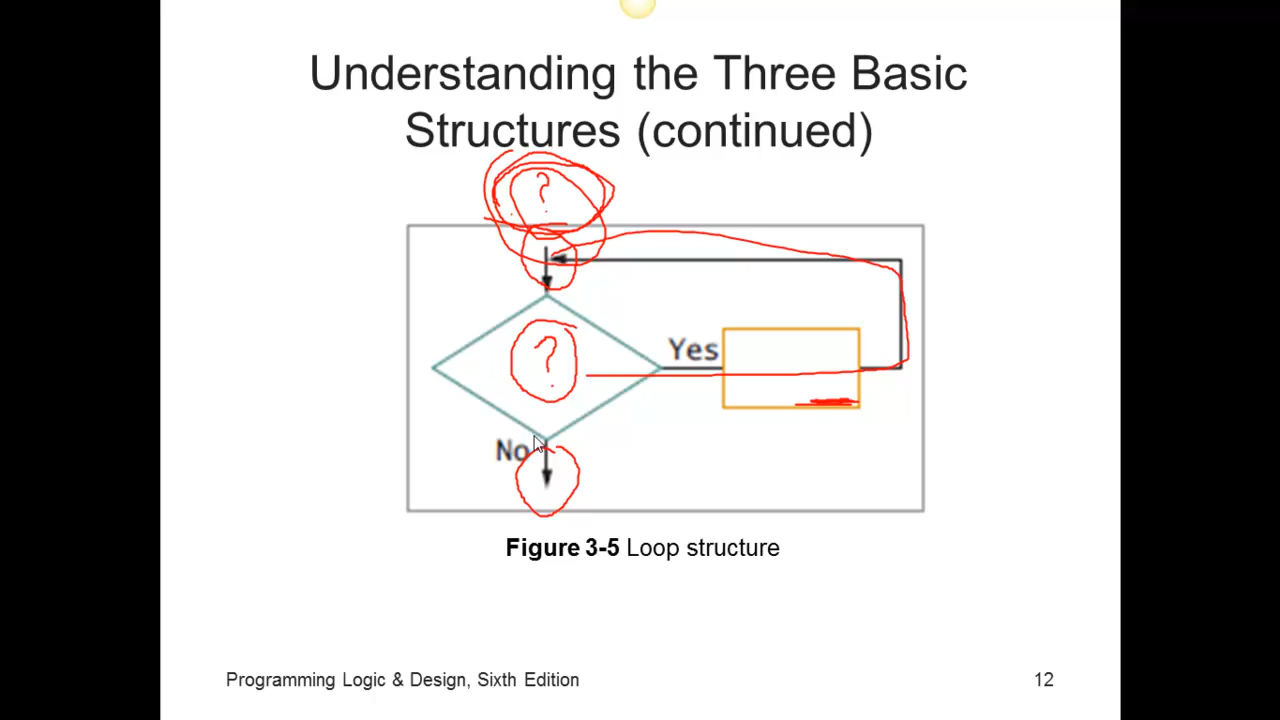 Understanding the Three Basic
Structures (continued)
?
?
Yes
No
Figure 3-5 Loop structure
Programming Logic & Design, Sixth Edition
12